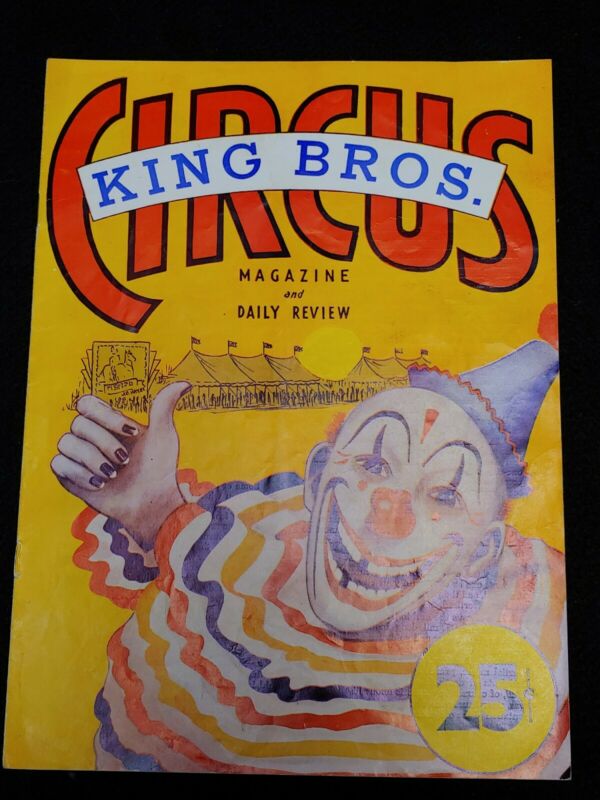 CIRCUS
KING BROS.
MAGAZINE
and
DAILY REVIEW
25